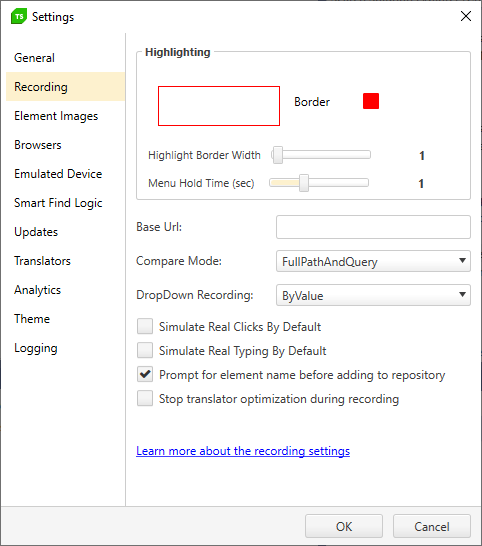 TS Settings
General
Recording
Element Images
Browsers
Emulated Device
Smart Find Logic
Updates
Translators
Analytics
Theme
Logging
Highlighting
Border
Highlight Border Width 1
Menu Hold Time (sec) 1
Base Url:
Compare Mode: FullPathAndQuery
DropDown Recording: ByValue
Simulate Real Clicks By Default
Simulate Real Typing By Default
Prompt for element name before adding to repository
Stop translator optimization during recording
Learn more about the recording settings
OK Cancel